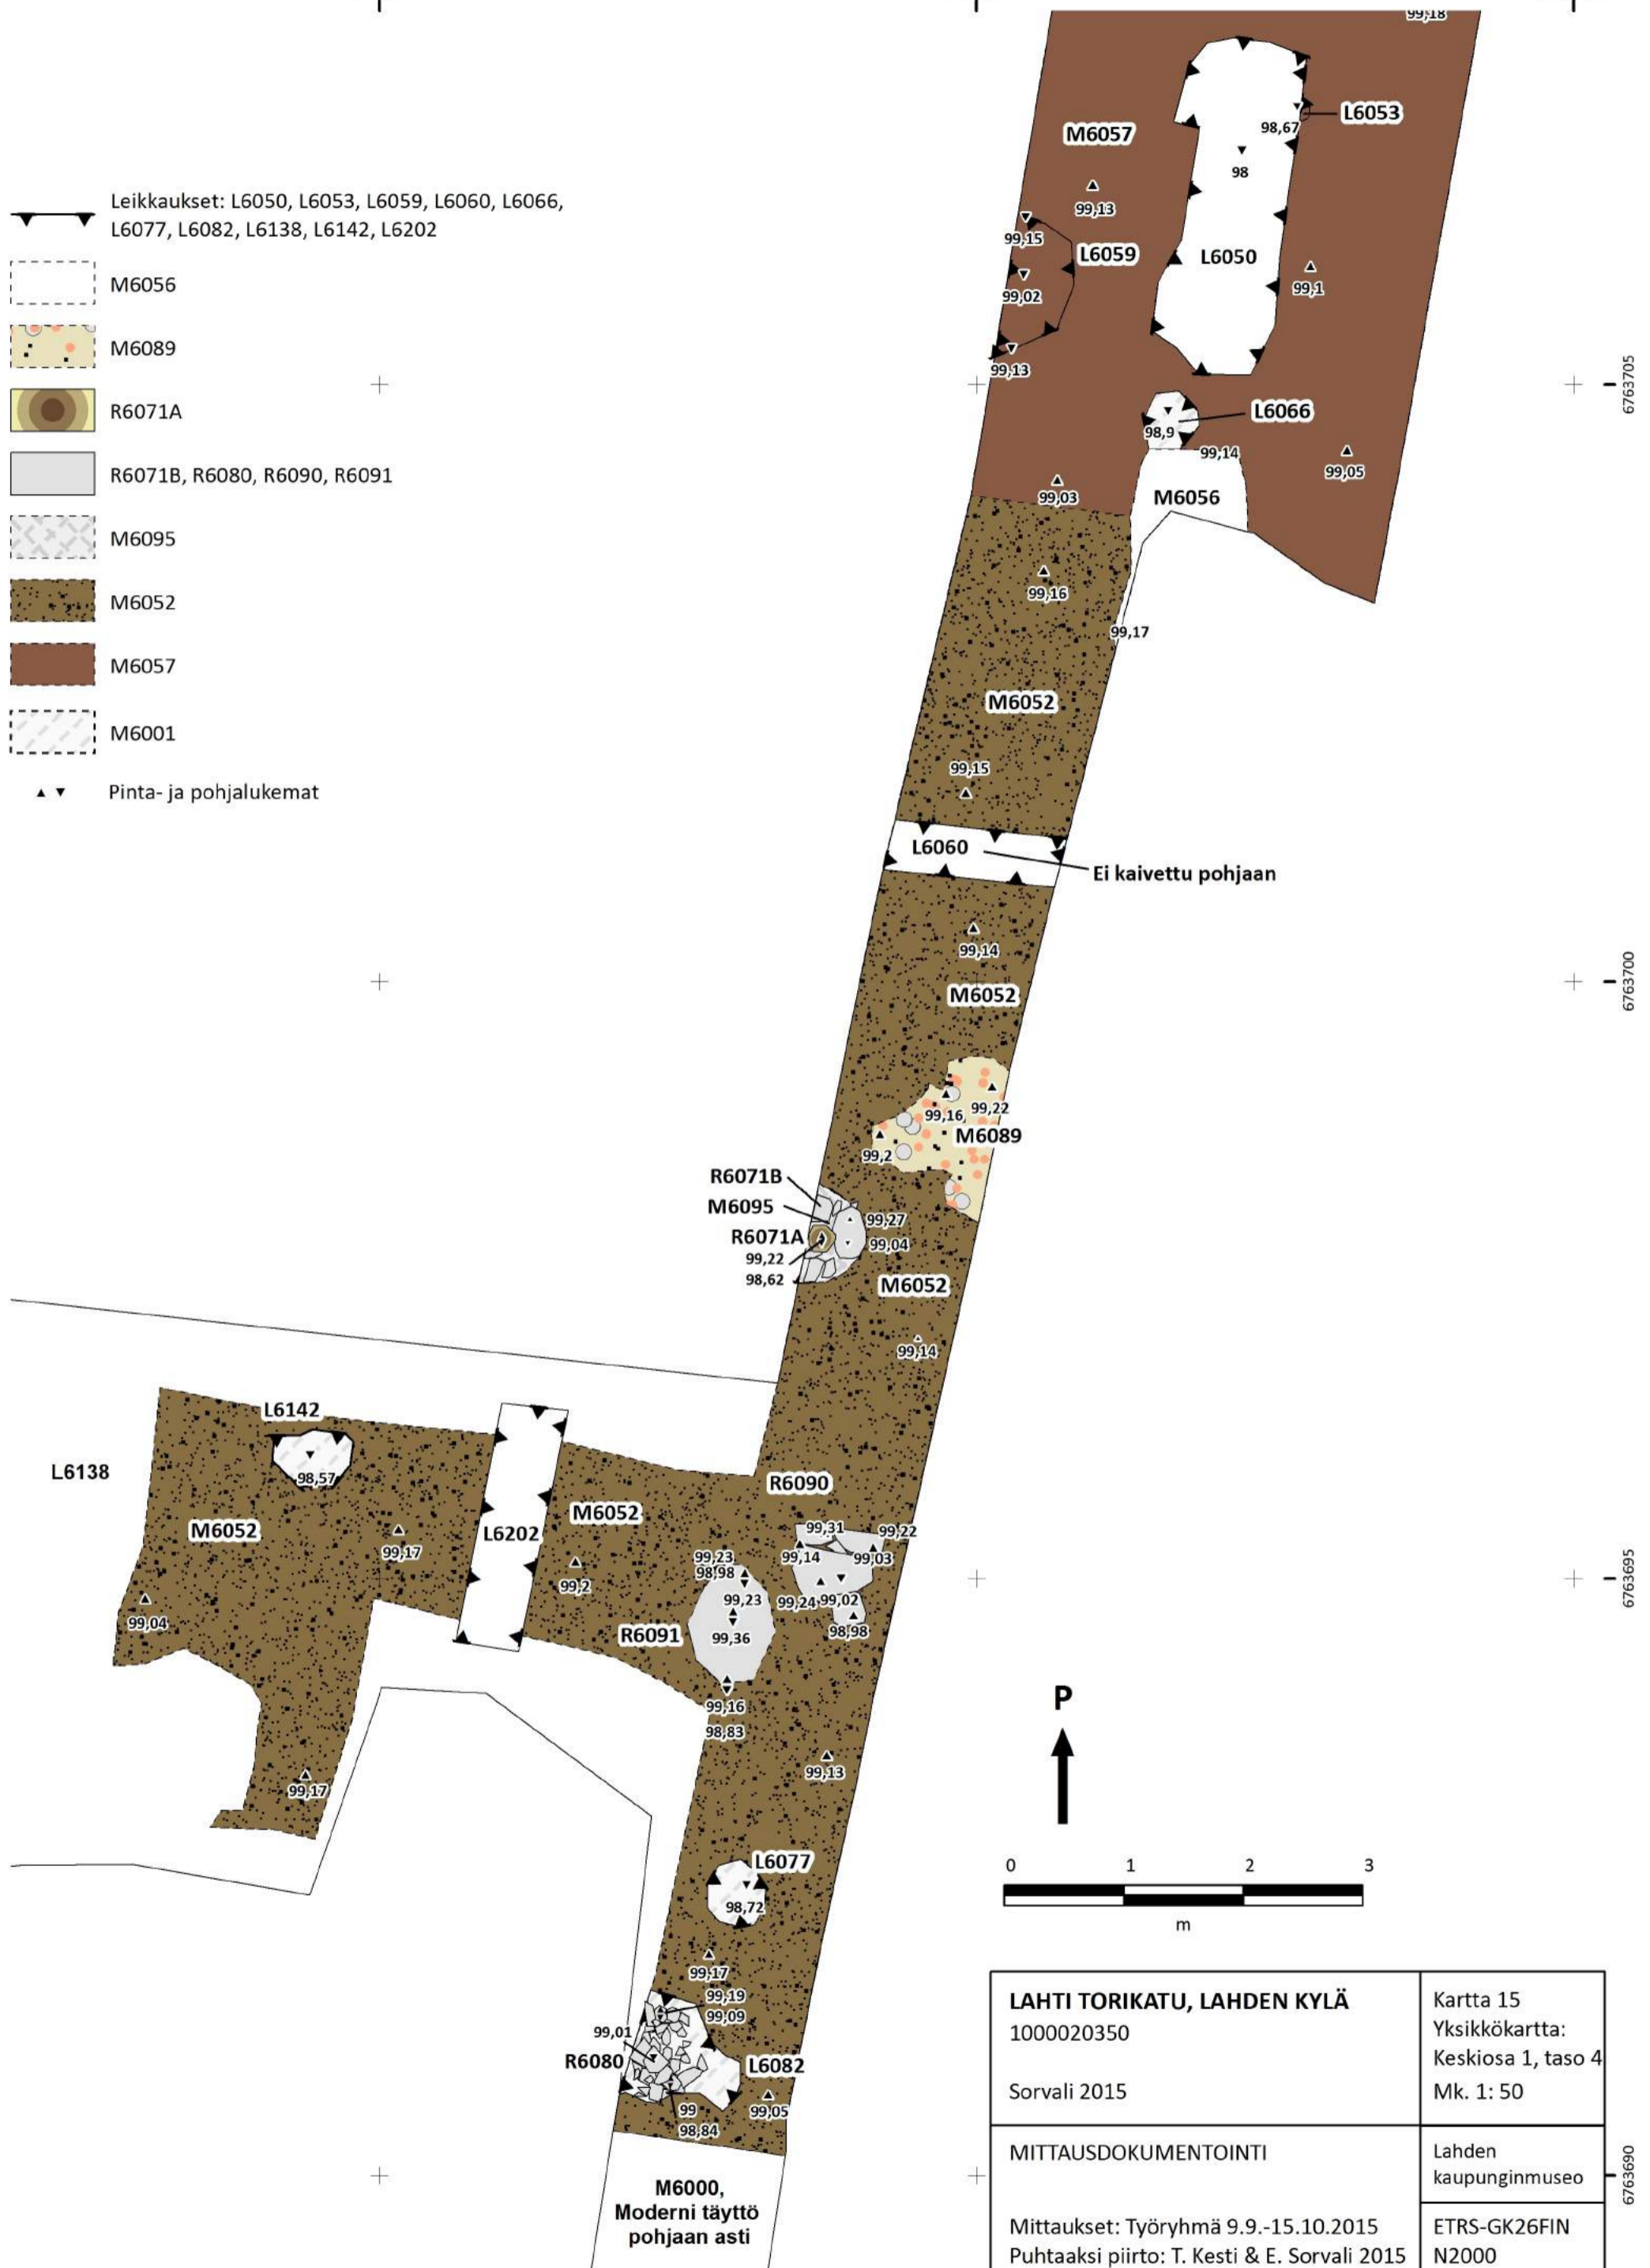 99,18
L6053
98,67
M6057
98
99,13
99,15
L6059
L6050
99,02
99,1
99,13
6763705
L6066
98,9
99,14
99,05
99,03
M6056
99,16
99,17
M6052
99,15
L6060
Ei kaivettu pohjaan
99,14
M6052
6763700
99,16
99,22
M6089
99,2
R6071B
M6095
R6071A
99,22
98,62
99,27
99,04
M6052
99,14
Leikkaukset: L6050, L6053, L6059, L6060, L6066,
L6077, L6082, L6138, L6142, L6202
M6056
M6089
R6071A
R6071B, R6080, R6090, R6091
M6095
M6052
M6057
M6001
Pinta- ja pohjalukemat
L6142
L6138
98,57
M6052
99,17
L6202
M6052
99,2
99,04
99,17
R6090
99,31
99,22
99,14
99,03
99,23
98,98
99,23
99,24
99,02
98,98
R6091
99,36
99,16
98,83
99,13
6763695
L6077
98,72
99,17
99,19
99,09
99,01
R6080
L6082
99
98,84
99,05
M6000,
Moderni täyttö
pohjaan asti
P
0 1 2 3
m
LAHTI TORIKATU, LAHDEN KYLÄ
1000020350
Sorvali 2015
Kartta 15
Yksikkökartta:
Keskiosa 1, taso 4
Mk. 1: 50
MITTAUSDOKUMENTOINTI
Mittaukset: Työryhmä 9.9.-15.10.2015
Puhtaaksi piirto: T. Kesti & E. Sorvali 2015
Lahden
kaupunginmuseo
ETRS-GK26FIN
N2000
6763690